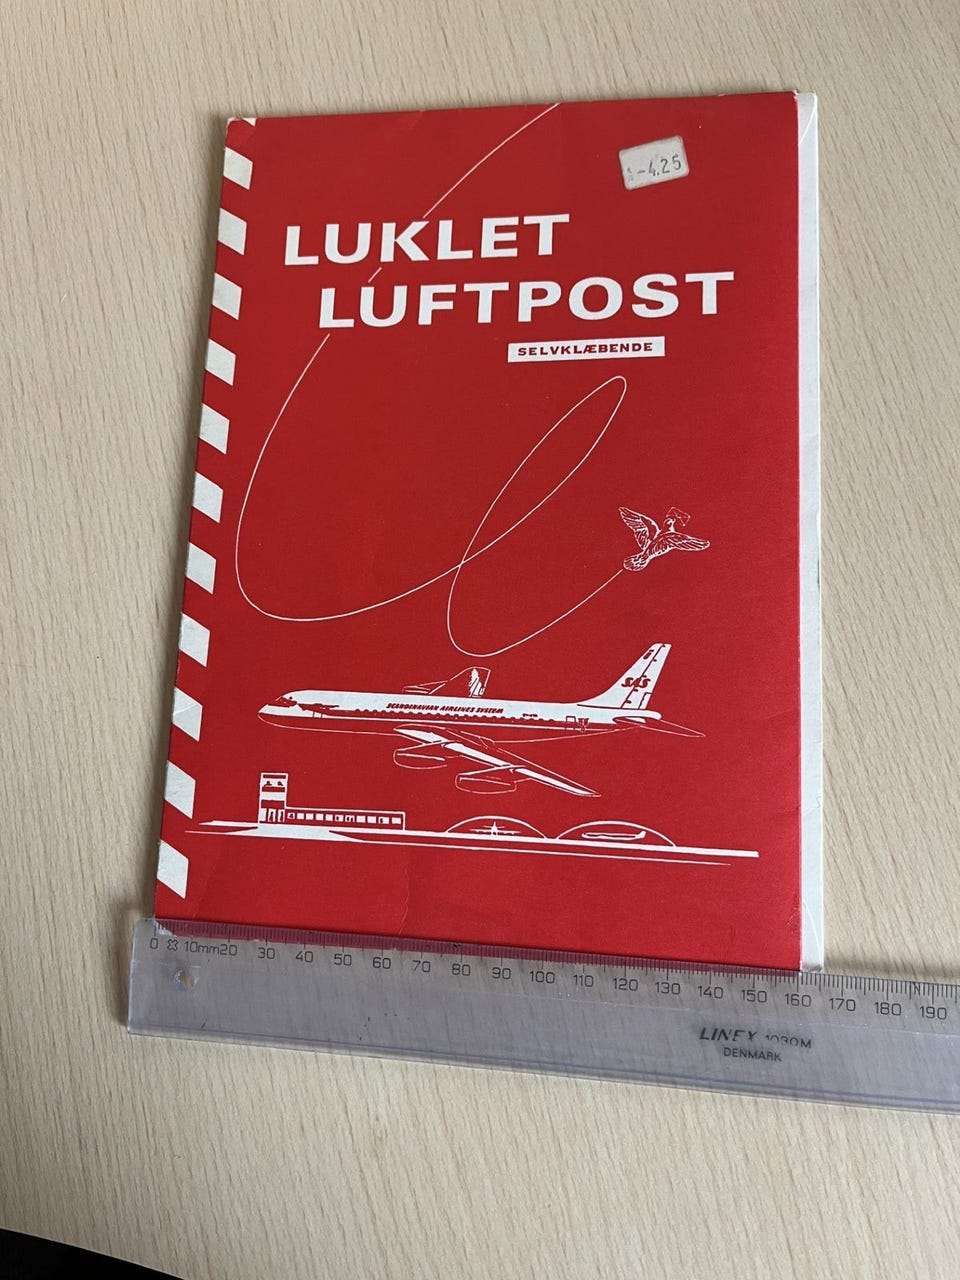 -4.25
LUKLET
LUFTPOST
SELVKLÆBENDE
SAS
SCANDINAVIAN AIRLINES SYSTEM
0 10mm20 30 40 50 60 70 80 90 100 110 120 130 140 150 160 170 180 190
LINEX 1030M
DENMARK